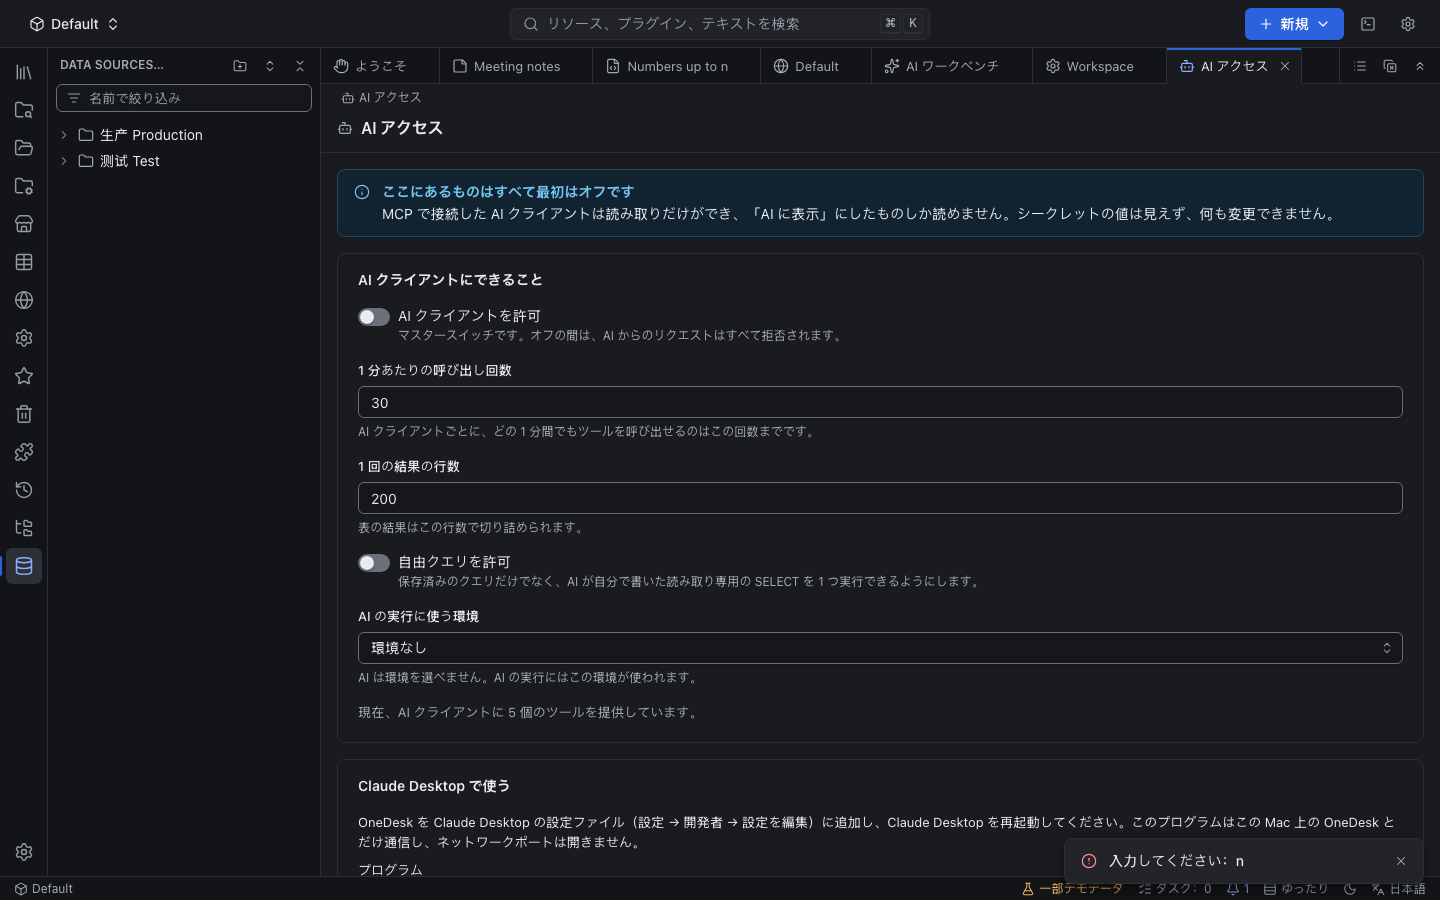 Default
リソース、プラグイン、テキストを検索
⌘ K
新規
DATA SOURCES...
名前で絞り込み
生产 Production
测试 Test
ようこそ
Meeting notes
Numbers up to n
Default
AI ワークベンチ
Workspace
AI アクセス
AI アクセス
AI アクセス
ここにあるものはすべて最初はオフです
MCP で接続した AI クライアントは読み取りだけができ、「AI に表示」にしたものしか読めません。シークレットの値は見えず、何も変更できません。
AI クライアントにできること
AI クライアントを許可
マスタースイッチです。オフの間は、AI からのリクエストはすべて拒否されます。
1 分あたりの呼び出し回数
30
AI クライアントごとに、どの 1 分間でもツールを呼び出せるのはこの回数までです。
1 回の結果の行数
200
表の結果はこの行数で切り詰められます。
自由クエリを許可
保存済みのクエリだけでなく、AI が自分で書いた読み取り専用の SELECT を 1 つ実行できるようにします。
AI の実行に使う環境
環境なし
AI は環境を選べません。AI の実行にはこの環境が使われます。
現在、AI クライアントに 5 個のツールを提供しています。
Claude Desktop で使う
OneDesk を Claude Desktop の設定ファイル（設定 → 開発者 → 設定を編集）に追加し、Claude Desktop を再起動してください。このプログラムはこの Mac 上の OneDesk と
だけ通信し、ネットワークポートは開きません。
プログラム
入力してください: n
Default
一部デモデータ
タスク: 0
1
ゆったり
日本語